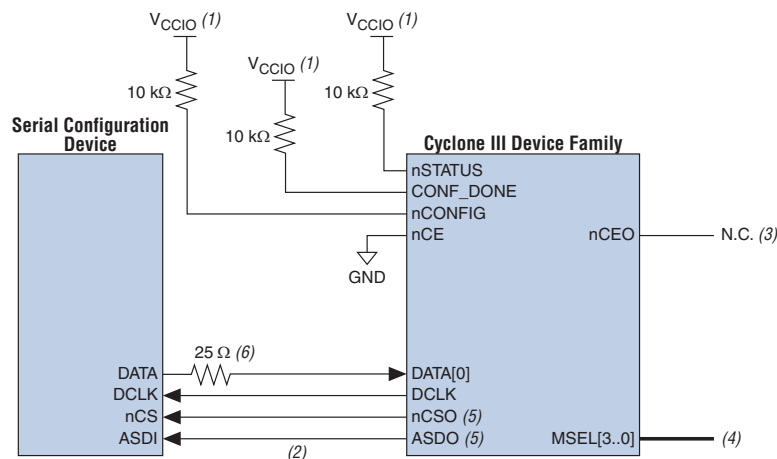 VCCIO (1)
VCCIO (1)
VCCIO (1)
10 kΩ
10 kΩ
10 kΩ
Serial Configuration
Device
Cyclone III Device Family
nSTATUS
CONF_DONE
nCONFIG
nCE
nCEO
N.C. (3)
GND
DATA
25 Ω (6)
DATA[0]
DCLK
DCLK
nCS
nCSO (5)
ASDI
(2)
ASDO (5)
MSEL[3..0]
(4)